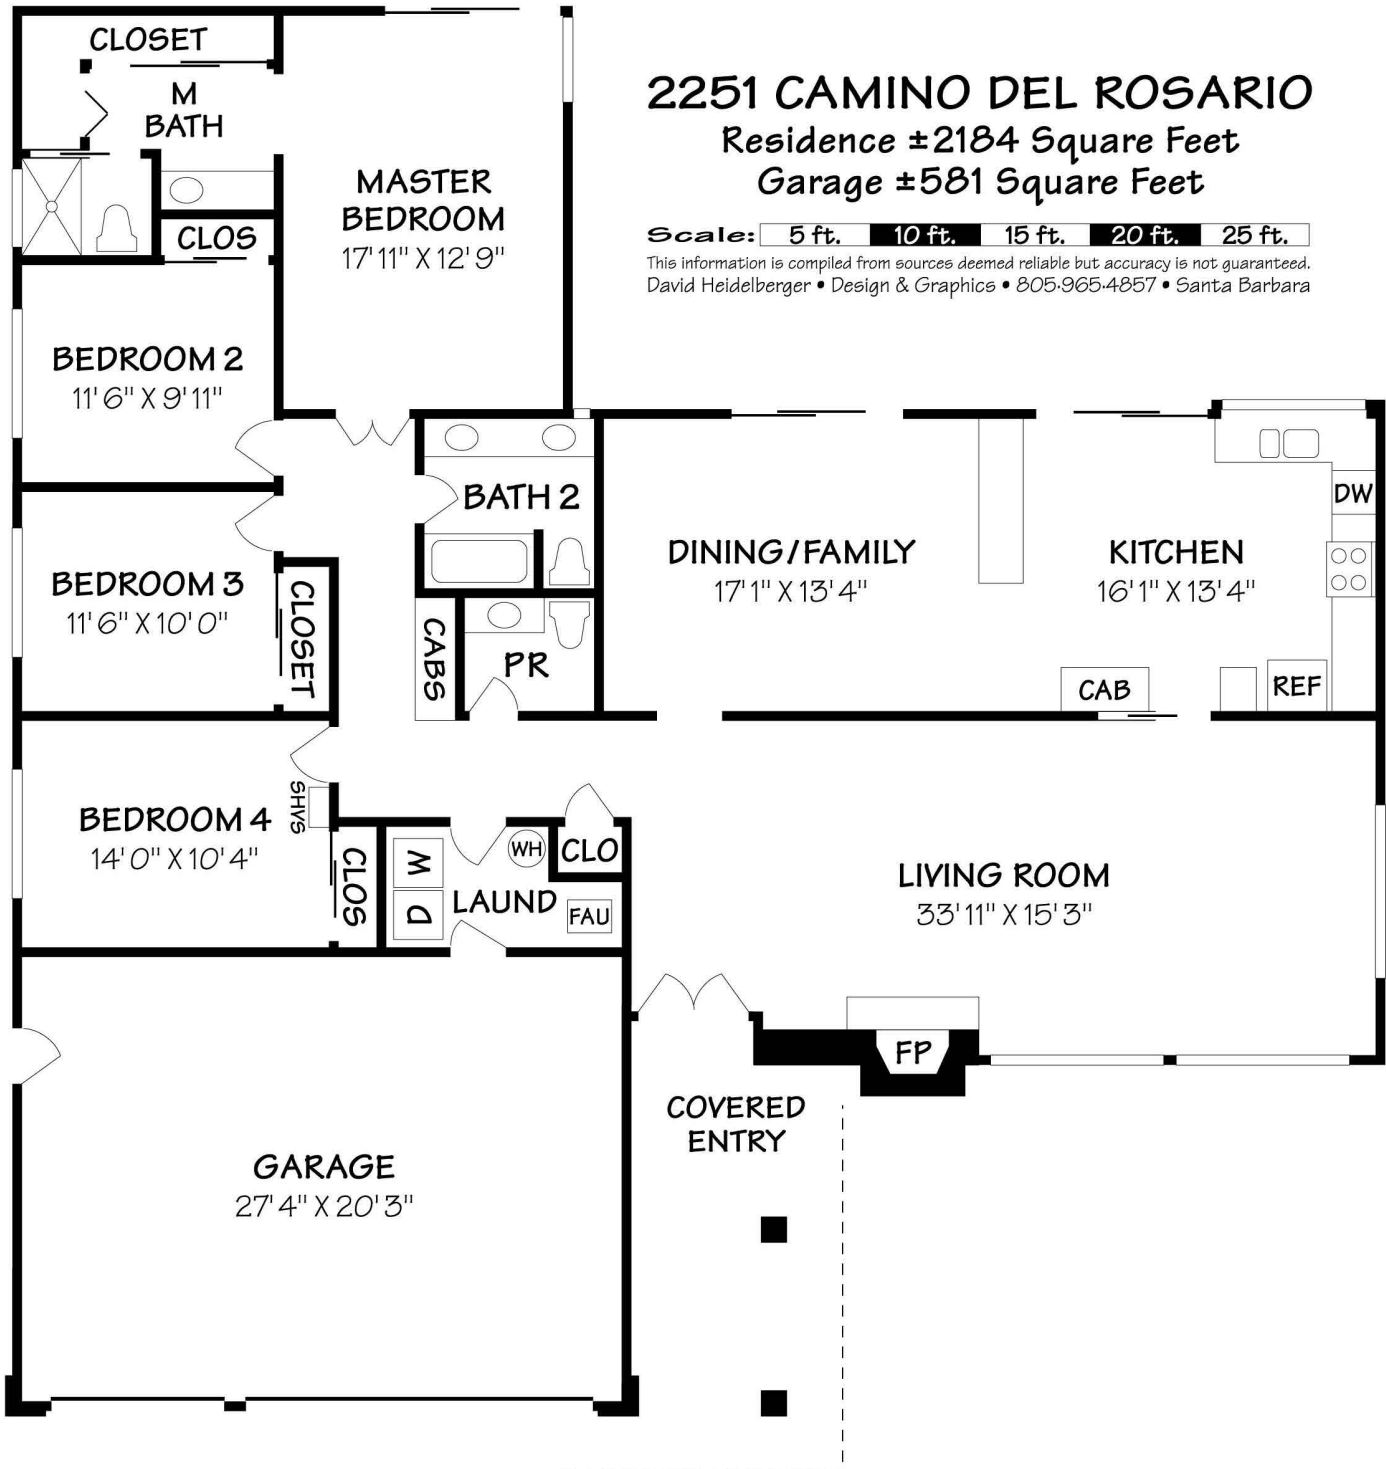 2251 CAMINO DEL ROSARIO
Residence ±2184 Square Feet
Garage ±581 Square Feet
Scale: 5 ft. 10 ft. 15 ft. 20 ft. 25 ft.
This information is compiled from sources deemed reliable but accuracy is not guaranteed.
David Heidelberger • Design & Graphics • 805•965•4857 • Santa Barbara
CLOSET
M
BATH
MASTER
BEDROOM
17' 11" X 12' 9"
CLOS
BEDROOM 2
11' 6" X 9' 11"
BATH 2
BEDROOM 3
11' 6" X 10' 0"
CLOSET
CABS
PR
DINING/FAMILY
17' 1" X 13' 4"
KITCHEN
16' 1" X 13' 4"
DW
CAB
REF
BEDROOM 4
14' 0" X 10' 4"
SHVS
CLOS
W
D
LAUND
WH
CLO
FAU
LIVING ROOM
33' 11" X 15' 3"
FP
COVERED
ENTRY
GARAGE
27' 4" X 20' 3"